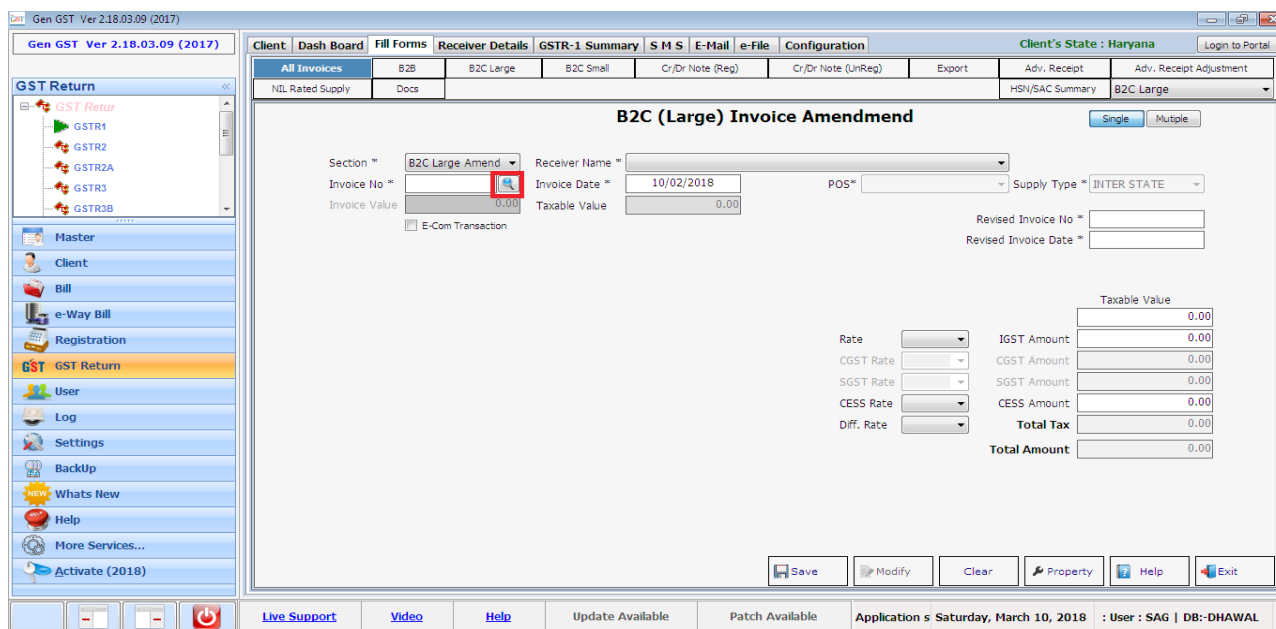 GST Gen GST Ver 2.18.03.09 (2017)
Gen GST Ver 2.18.03.09 (2017)
Client Dash Board Fill Forms Receiver Details GSTR-1 Summary S M S E-Mail e-File Configuration Client's State : Haryana Login to Portal
All Invoices B2B B2C Large B2C Small Cr/Dr Note (Reg) Cr/Dr Note (UnReg) Export Adv. Receipt Adv. Receipt Adjustment
NIL Rated Supply Docs HSN/SAC Summary B2C Large
GST Return
GST Retur
GSTR1
GSTR2
GSTR2A
GSTR3
GSTR3B
Master
Client
Bill
e-Way Bill
Registration
GST GST Return
User
Log
Settings
BackUp
NEW Whats New
Help
More Services...
Activate (2018)
B2C (Large) Invoice Amendmend Single Mutiple
Section * B2C Large Amend Receiver Name *
Invoice No * Invoice Date * 10/02/2018 POS* Supply Type * INTER STATE
Invoice Value 0.00 Taxable Value 0.00
E-Com Transaction
Revised Invoice No *
Revised Invoice Date *
Taxable Value
0.00
Rate IGST Amount 0.00
CGST Rate CGST Amount 0.00
SGST Rate SGST Amount 0.00
CESS Rate CESS Amount 0.00
Diff. Rate Total Tax 0.00
Total Amount 0.00
Save Modify Clear Property Help Exit
Live Support Video Help Update Available Patch Available Application s Saturday, March 10, 2018 : User : SAG | DB:-DHAWAL